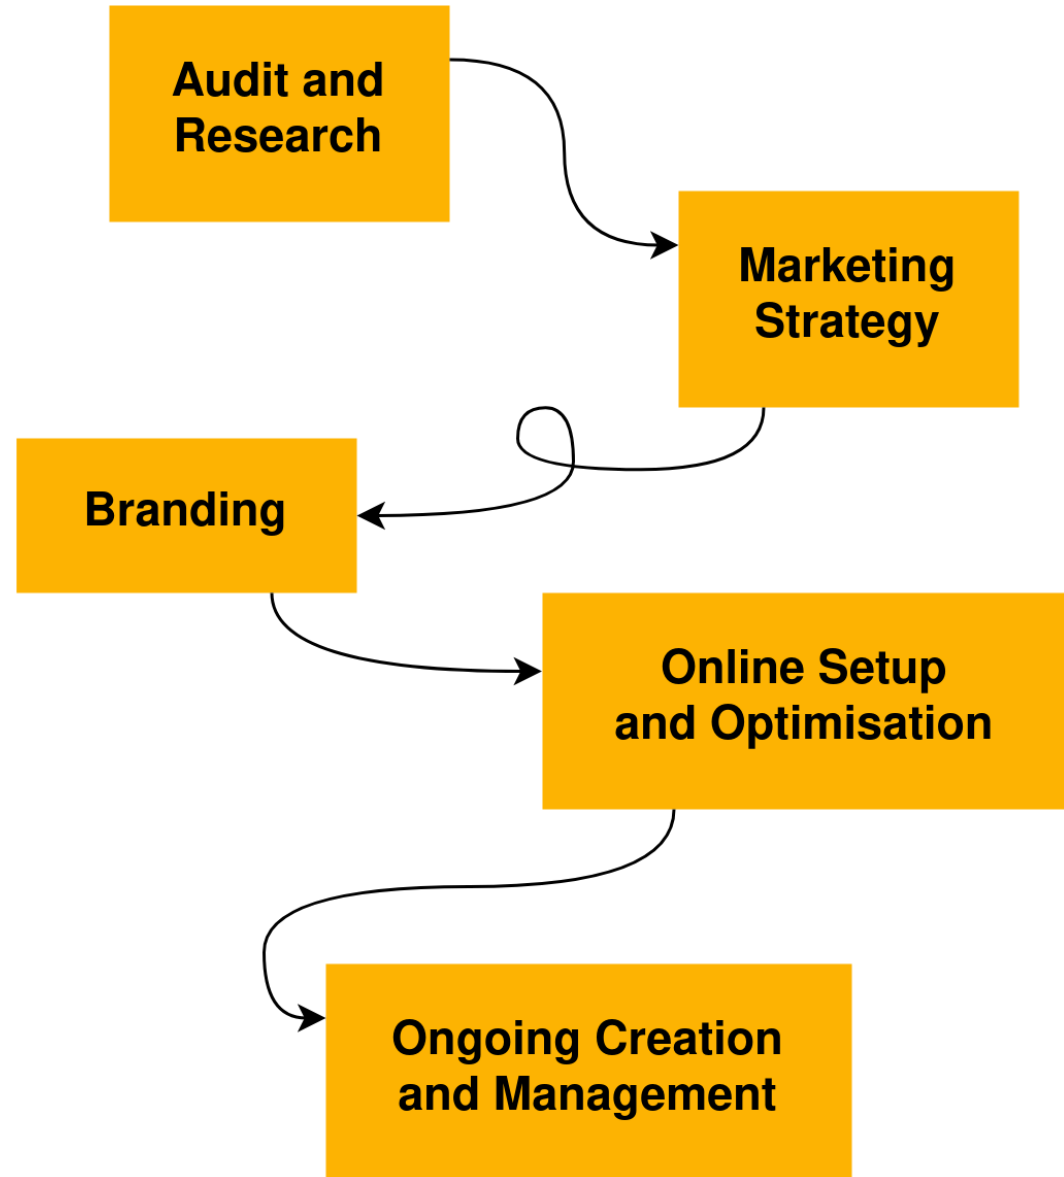 Audit and
Research
Marketing
Strategy
Branding
Online Setup
and Optimisation
Ongoing Creation
and Management